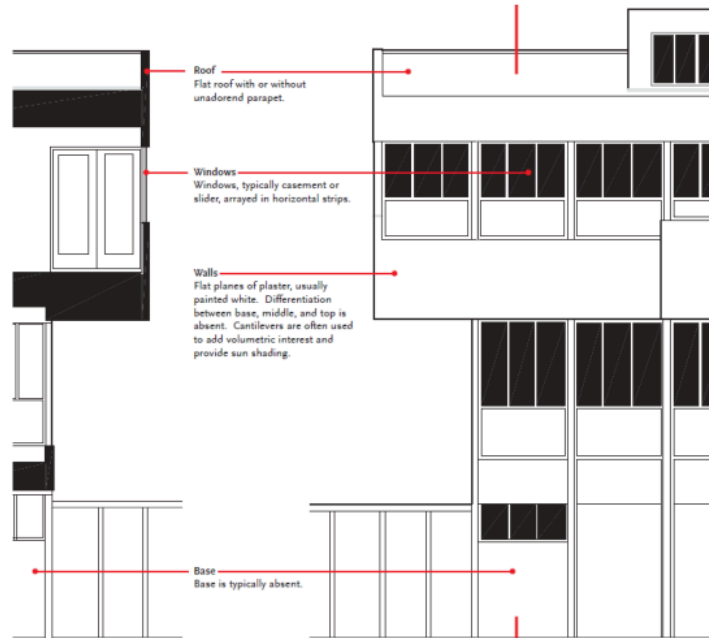 Roof
Flat roof with or without
unadorend parapet.
Windows
Windows, typically casement or
slider, arrayed in horizontal strips.
Walls
Flat planes of plaster, usually
painted white.  Differentiation
between base, middle, and top is
absent.  Cantilevers are often used
to add volumetric interest and
provide sun shading.
Base
Base is typically absent.